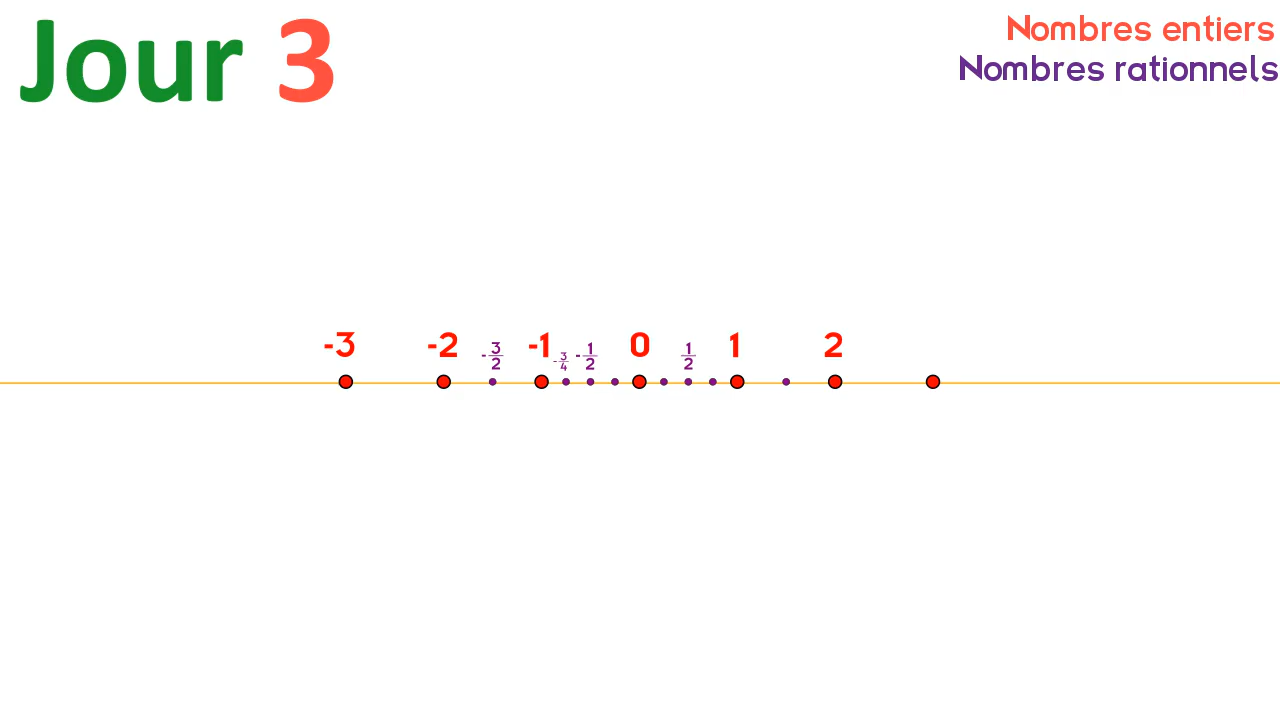 Jour 3
Nombres entiers
Nombres rationnels
-3 -2 -3/2 -1 -3/4 -1/2 0 1/2 1 2